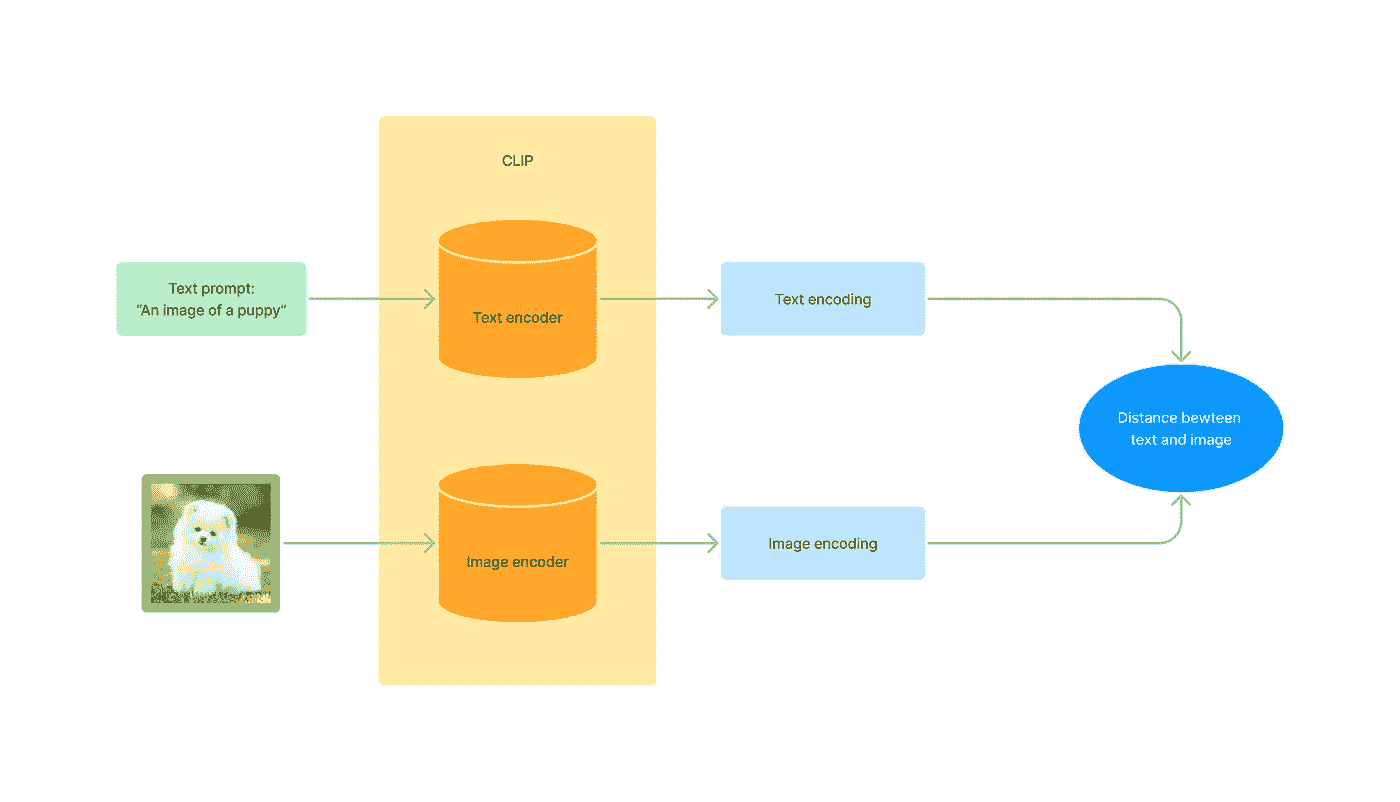 CLIP
Text prompt:
“An image of a puppy”
Text encoder
Text encoding
Distance bewteen
text and image
Image encoder
Image encoding